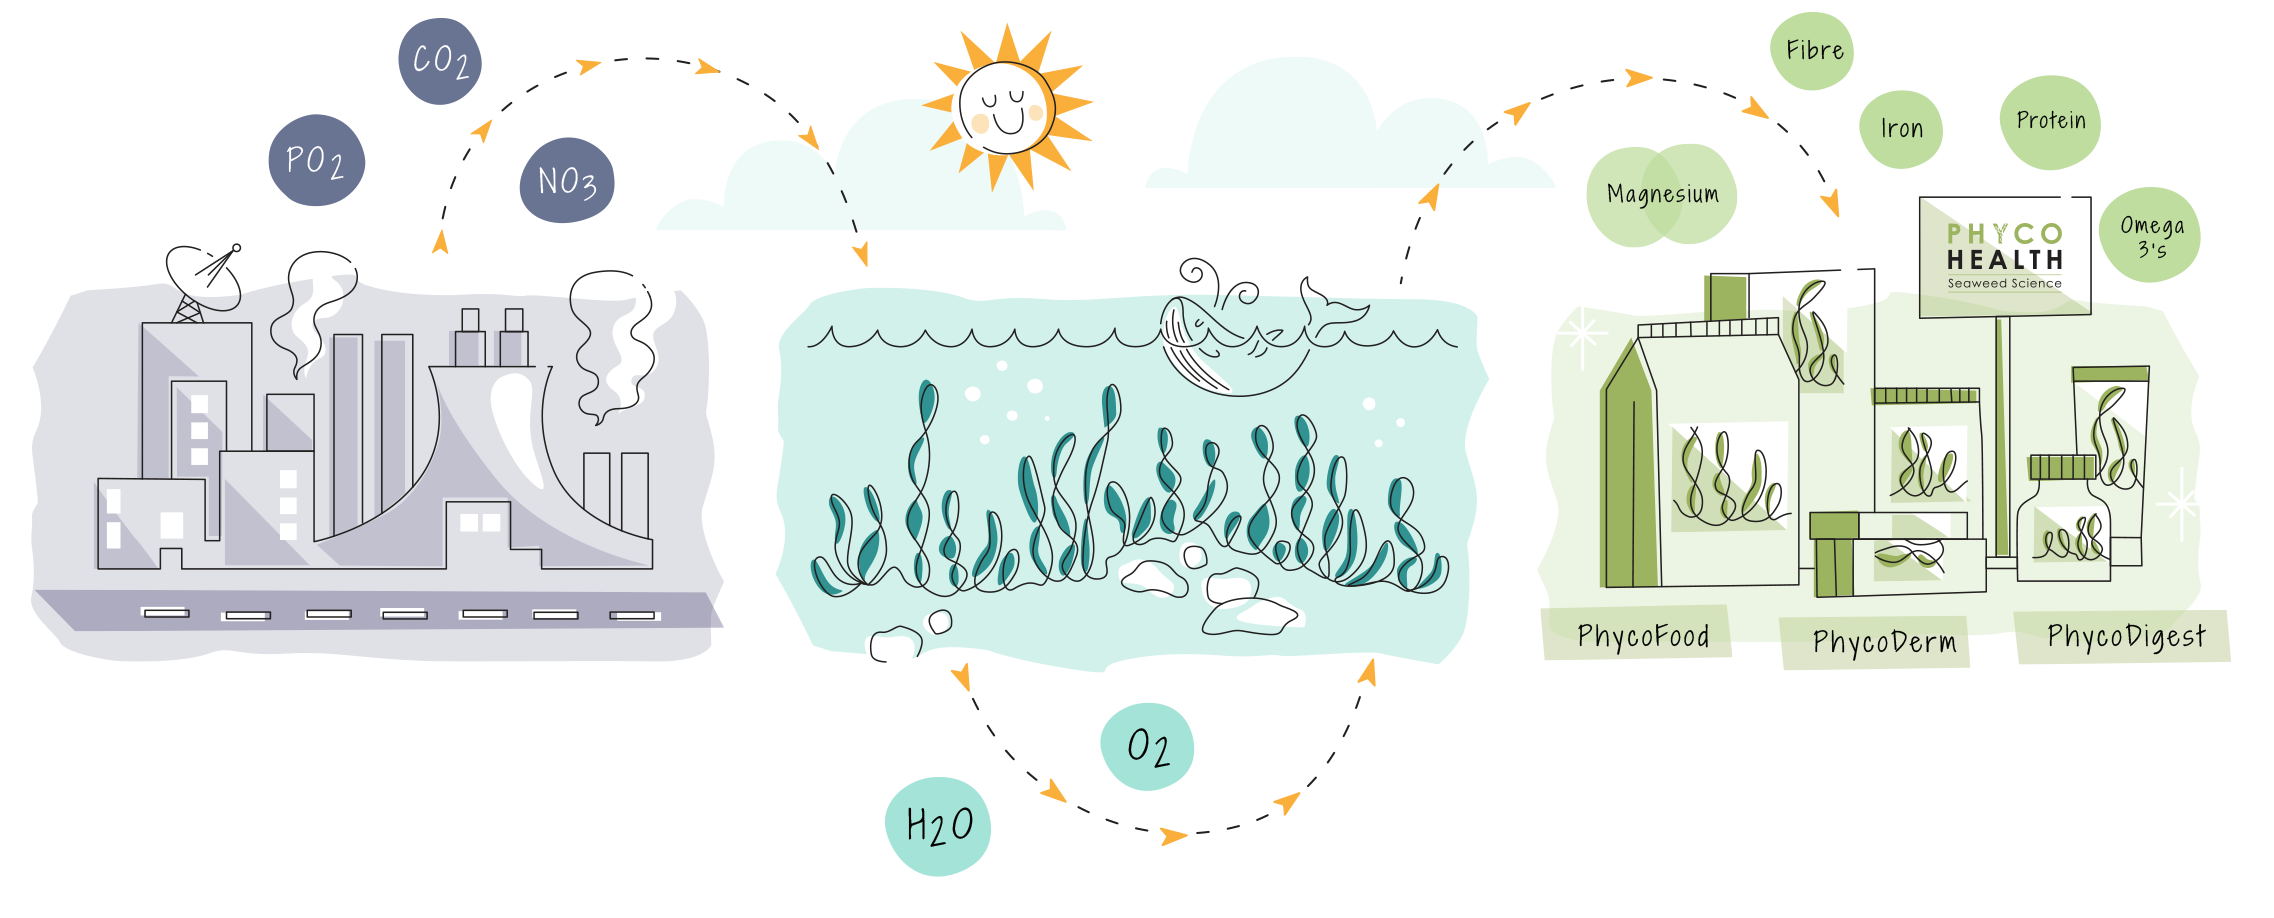 CO2
PO2
NO3
H2O
O2
Fibre
Iron
Protein
Magnesium
Omega
3's
PHYCO
HEALTH
Seaweed Science
PhycoFood
PhycoDerm
PhycoDigest